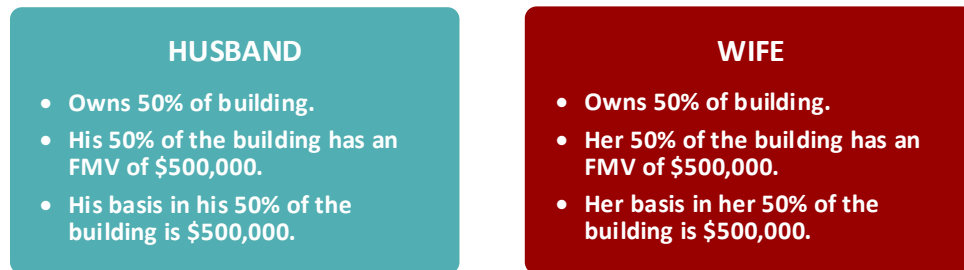 HUSBAND
• Owns 50% of building.
• His 50% of the building has an
FMV of $500,000.
• His basis in his 50% of the
building is $500,000.
WIFE
• Owns 50% of building.
• Her 50% of the building has an
FMV of $500,000.
• Her basis in her 50% of the
building is $500,000.